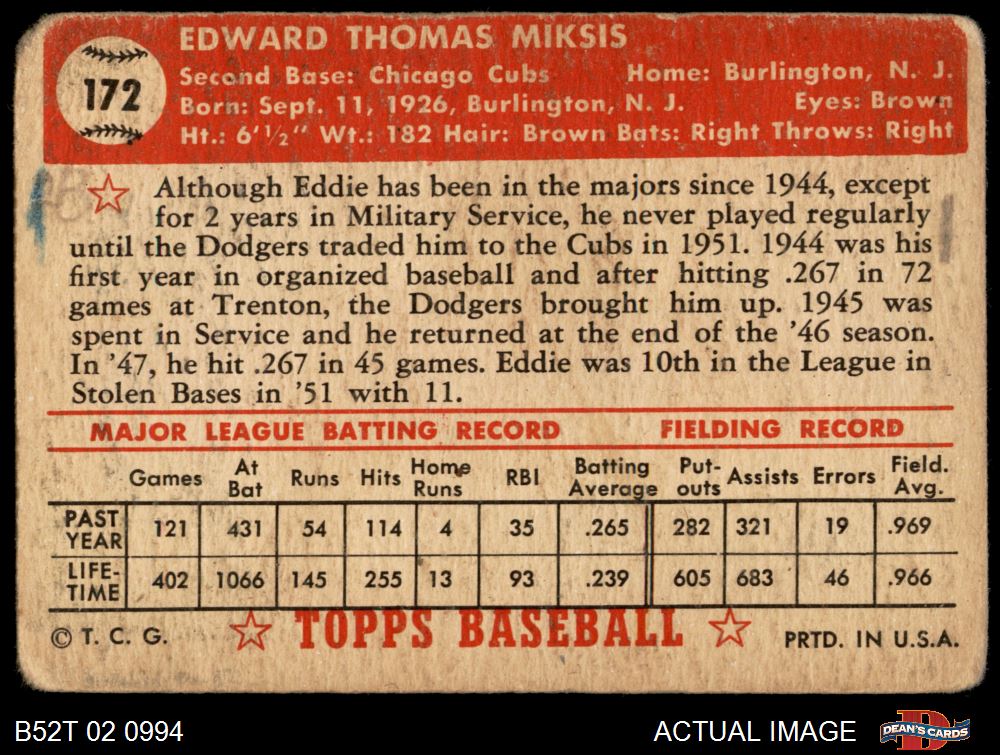 EDWARD THOMAS MIKSIS
172
Second Base: Chicago Cubs Home: Burlington, N. J.
Born: Sept. 11, 1926, Burlington, N. J. Eyes: Brown
Ht.: 6' ½" Wt.: 182 Hair: Brown Bats: Right Throws: Right
Although Eddie has been in the majors since 1944, except
for 2 years in Military Service, he never played regularly
until the Dodgers traded him to the Cubs in 1951. 1944 was his
first year in organized baseball and after hitting .267 in 72
games at Trenton, the Dodgers brought him up. 1945 was
spent in Service and he returned at the end of the '46 season.
In '47, he hit .267 in 45 games. Eddie was 10th in the League in
Stolen Bases in '51 with 11.
MAJOR LEAGUE BATTING RECORD FIELDING RECORD
Games At Bat Runs Hits Home Runs RBI Batting Average Put-outs Assists Errors Field. Avg.
PAST YEAR 121 431 54 114 4 35 .265 282 321 19 .969
LIFE-TIME 402 1066 145 255 13 93 .239 605 683 46 .966
© T. C. G. TOPPS BASEBALL PRTD. IN U.S.A.
B52T 02 0994 ACTUAL IMAGE DEAN'S CARDS